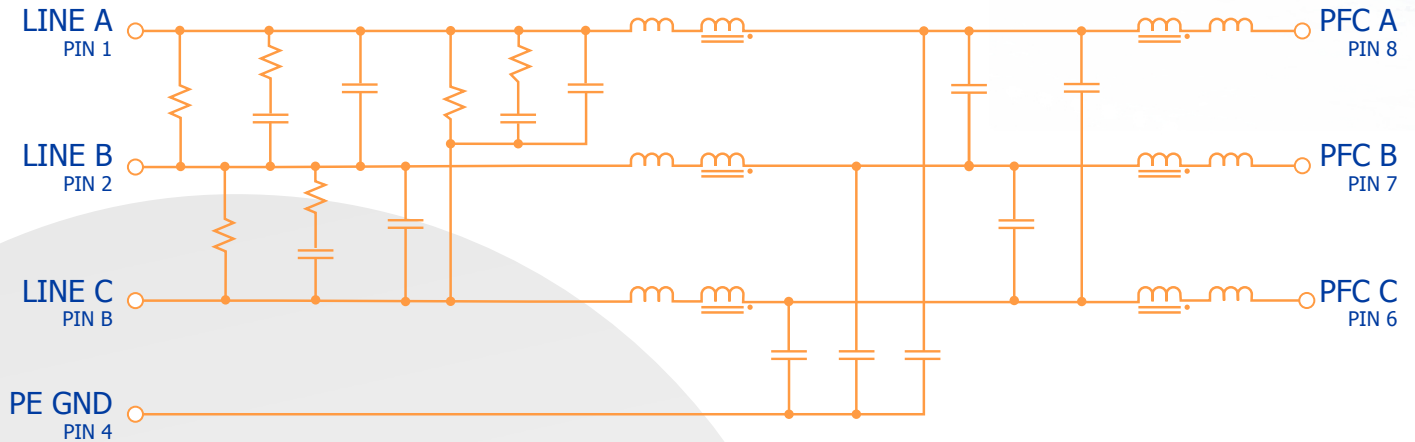 LINE A
PIN 1
PFC A
PIN 8
LINE B
PIN 2
PFC B
PIN 7
LINE C
PIN B
PFC C
PIN 6
PE GND
PIN 4